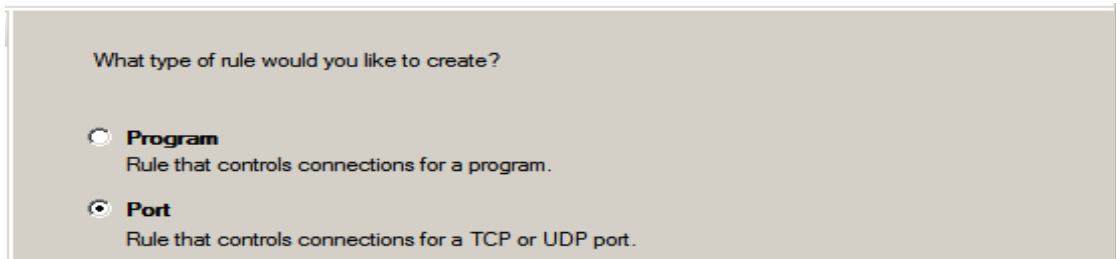 What type of rule would you like to create?
Program
Rule that controls connections for a program.
Port
Rule that controls connections for a TCP or UDP port.